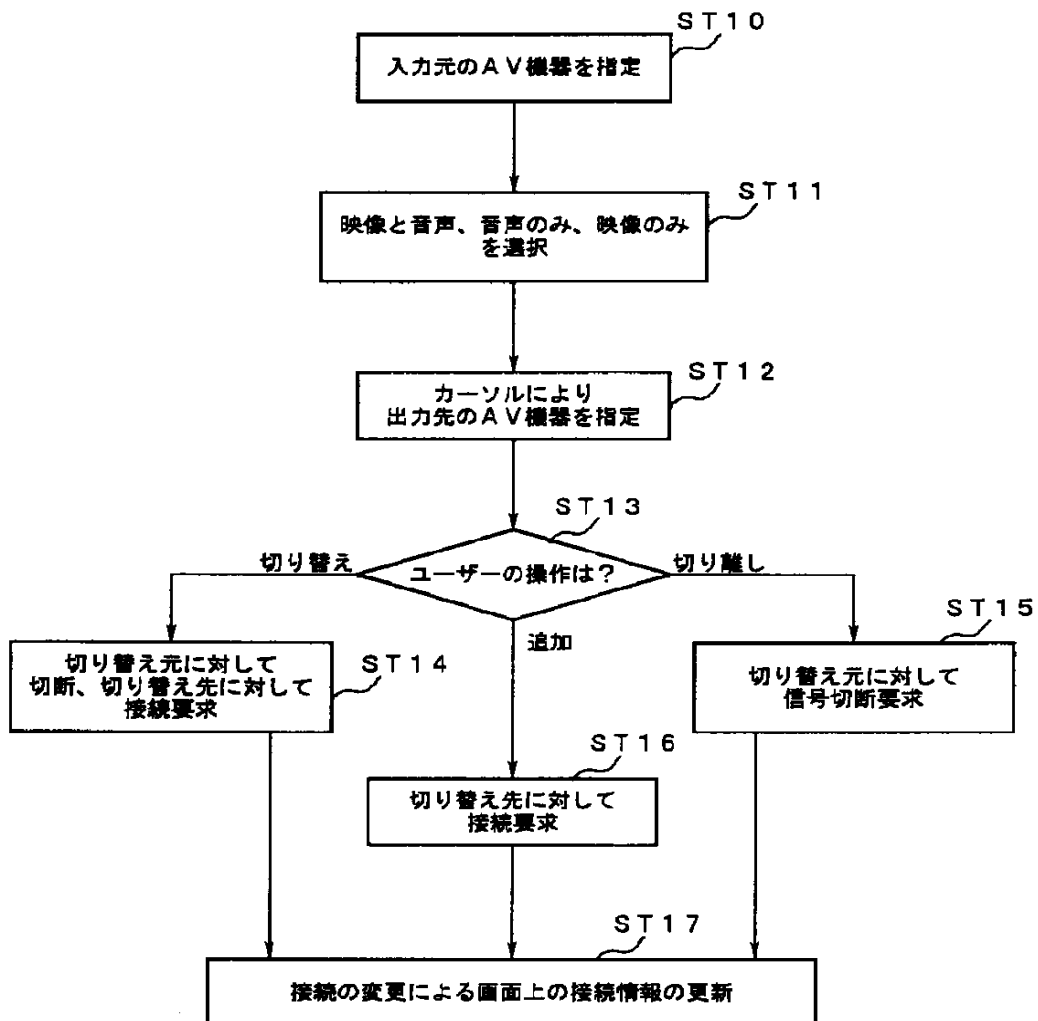 ST10
入力元のAV機器を指定
ST11
映像と音声、音声のみ、映像のみ
を選択
ST12
カーソルにより
出力先のAV機器を指定
ST13
ユーザーの操作は?
切り替え
切り離し
追加
ST14
切り替え元に対して
切断、切り替え先に対して
接続要求
ST15
切り替え元に対して
信号切断要求
ST16
切り替え先に対して
接続要求
ST17
接続の変更による画面上の接続情報の更新